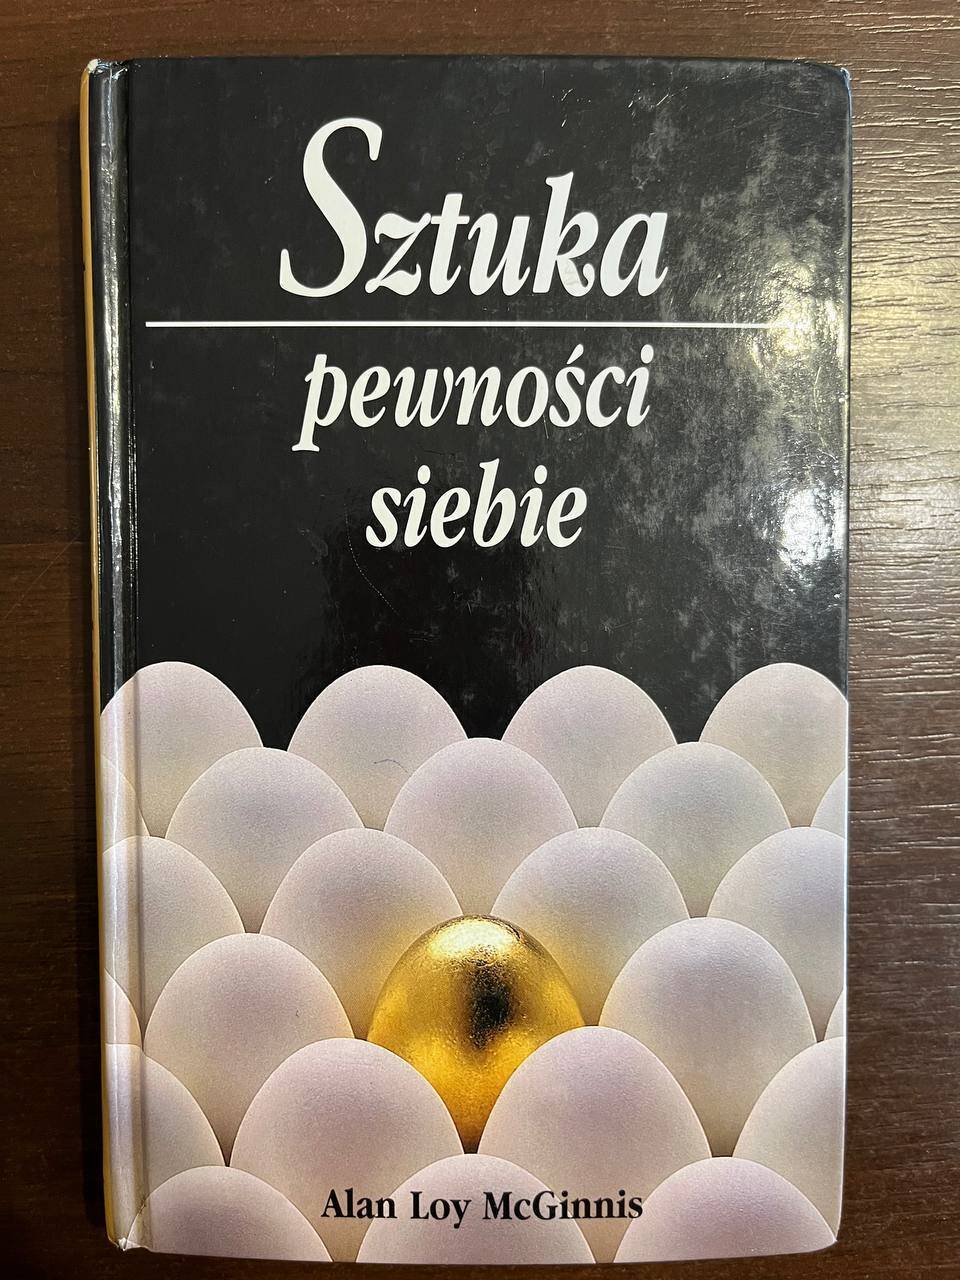 Sztuka
pewności
siebie
Alan Loy McGinnis